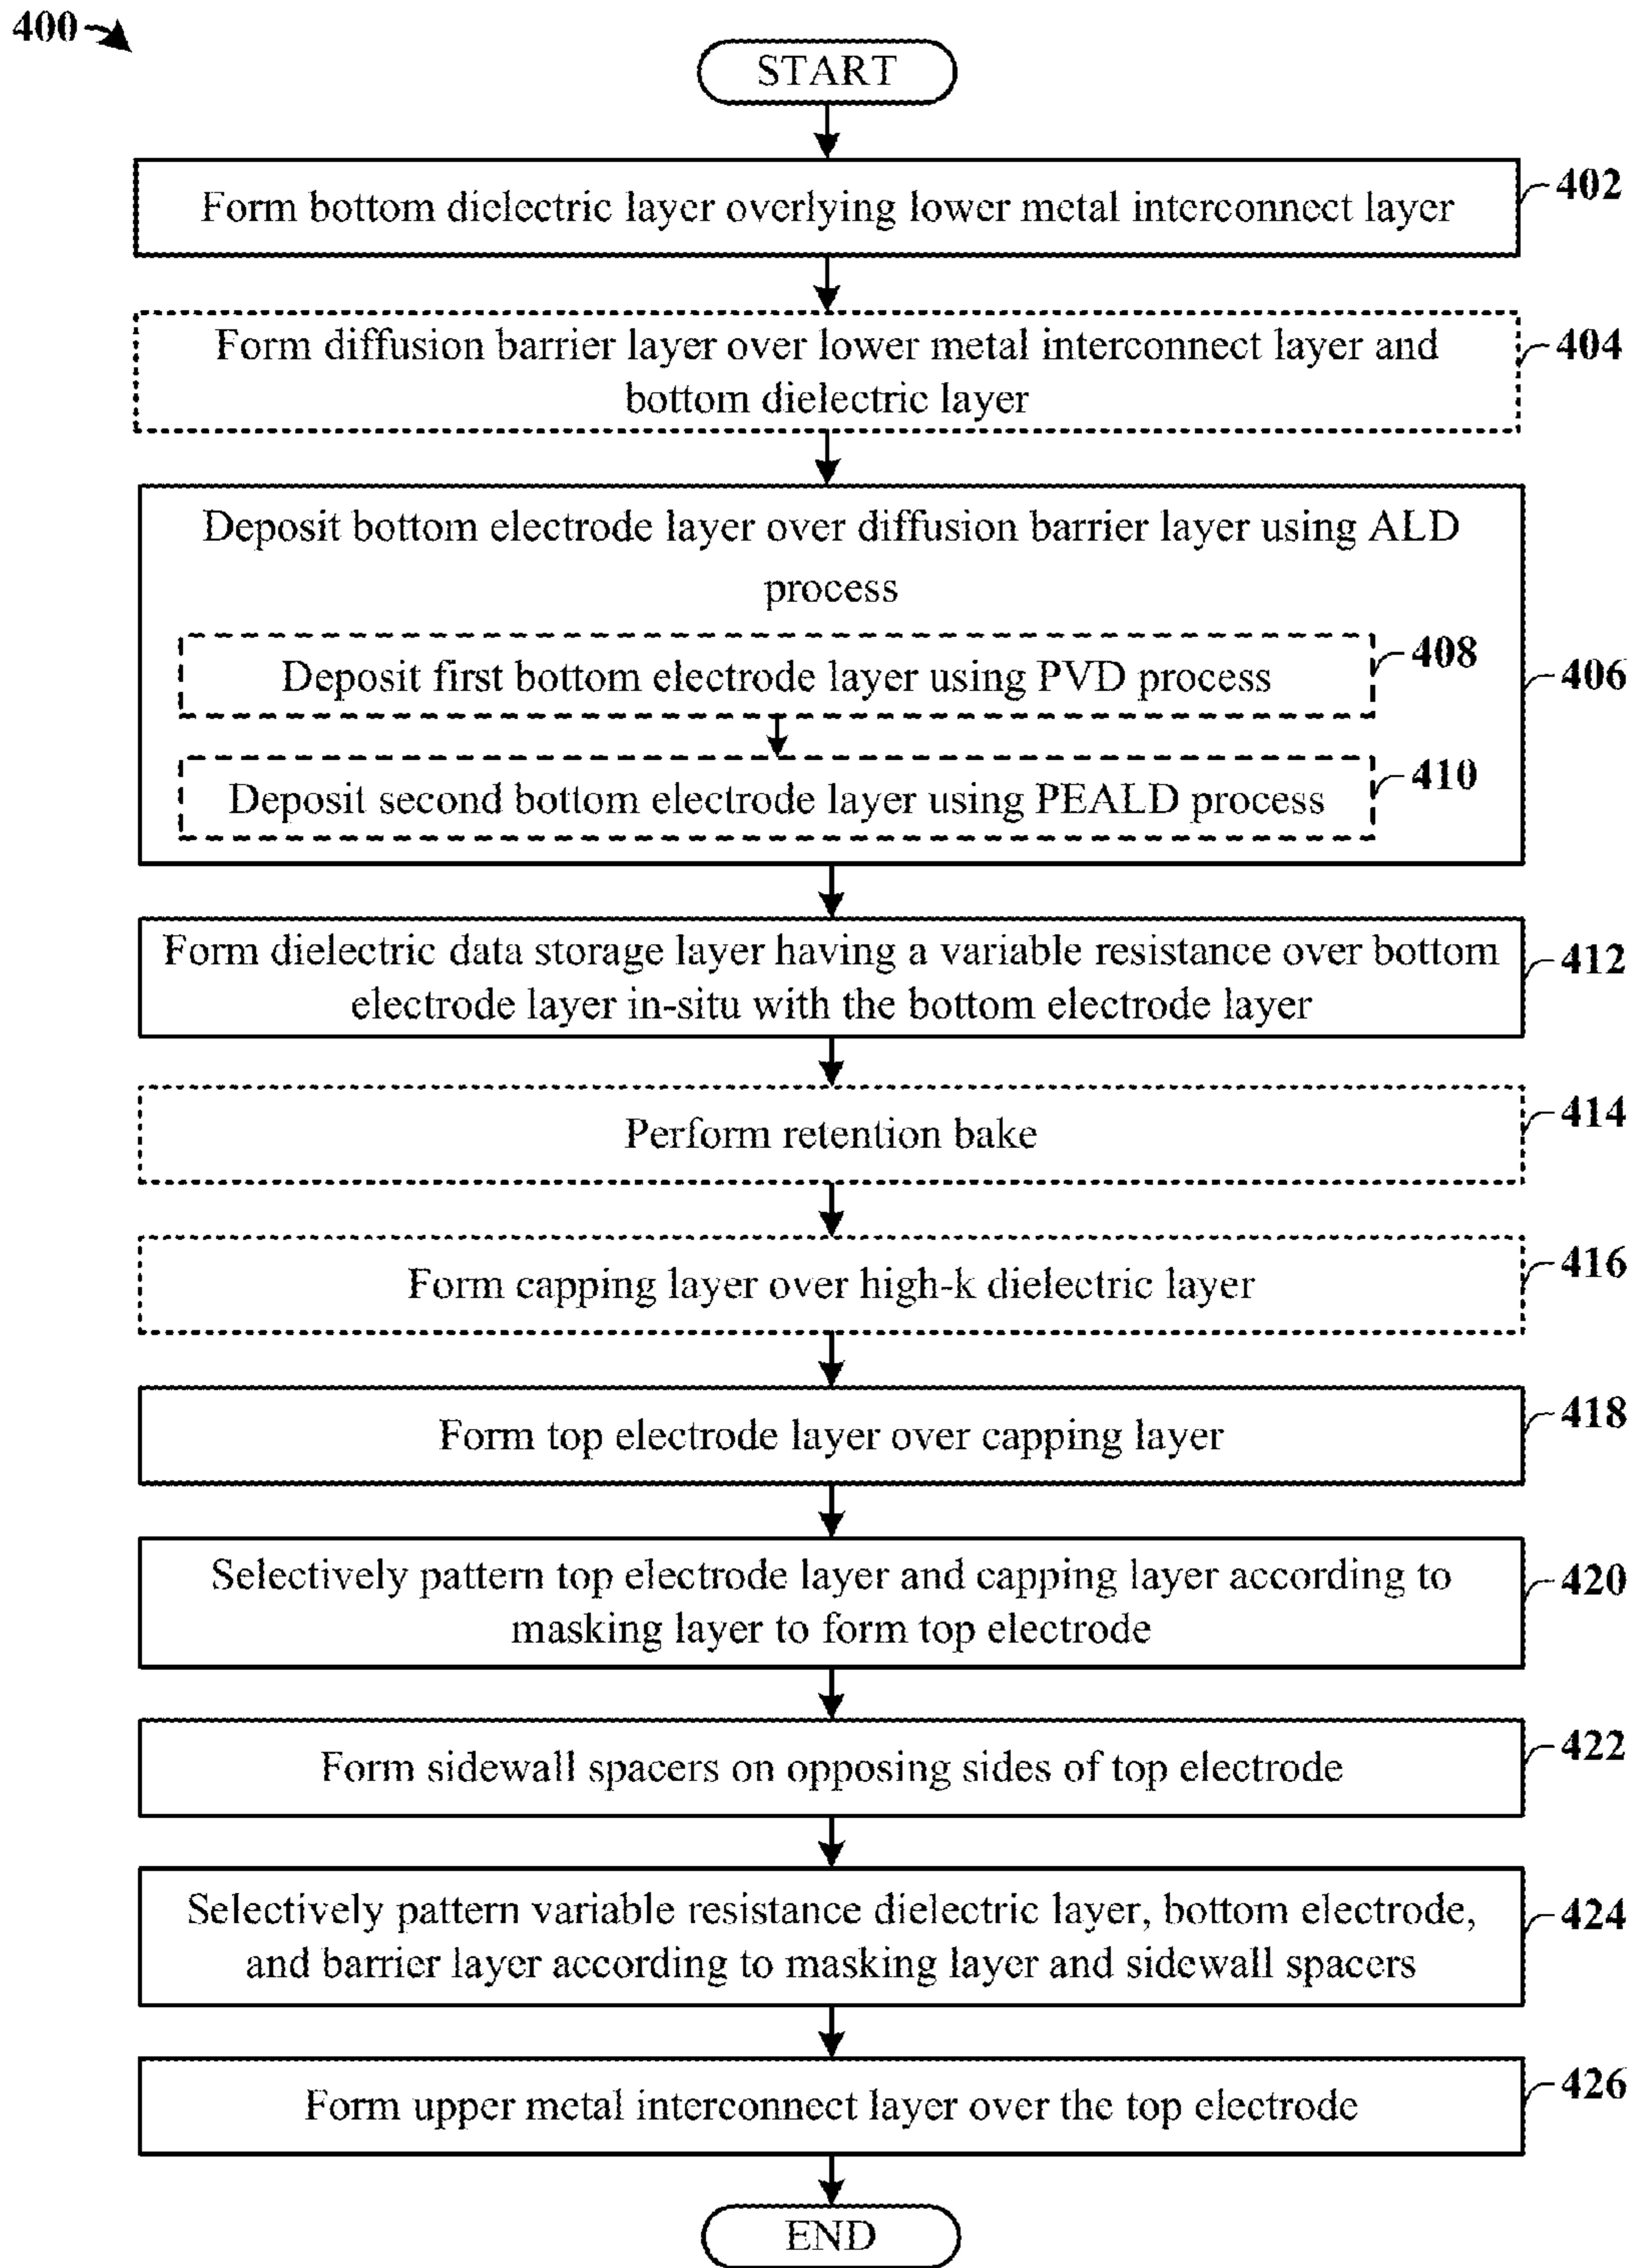 400
START
Form bottom dielectric layer overlying lower metal interconnect layer
402
Form diffusion barrier layer over lower metal interconnect layer and
bottom dielectric layer
404
Deposit bottom electrode layer over diffusion barrier layer using ALD
process
406
Deposit first bottom electrode layer using PVD process
408
Deposit second bottom electrode layer using PEALD process
410
Form dielectric data storage layer having a variable resistance over bottom
electrode layer in-situ with the bottom electrode layer
412
Perform retention bake
414
Form capping layer over high-k dielectric layer
416
Form top electrode layer over capping layer
418
Selectively pattern top electrode layer and capping layer according to
masking layer to form top electrode
420
Form sidewall spacers on opposing sides of top electrode
422
Selectively pattern variable resistance dielectric layer, bottom electrode,
and barrier layer according to masking layer and sidewall spacers
424
Form upper metal interconnect layer over the top electrode
426
END